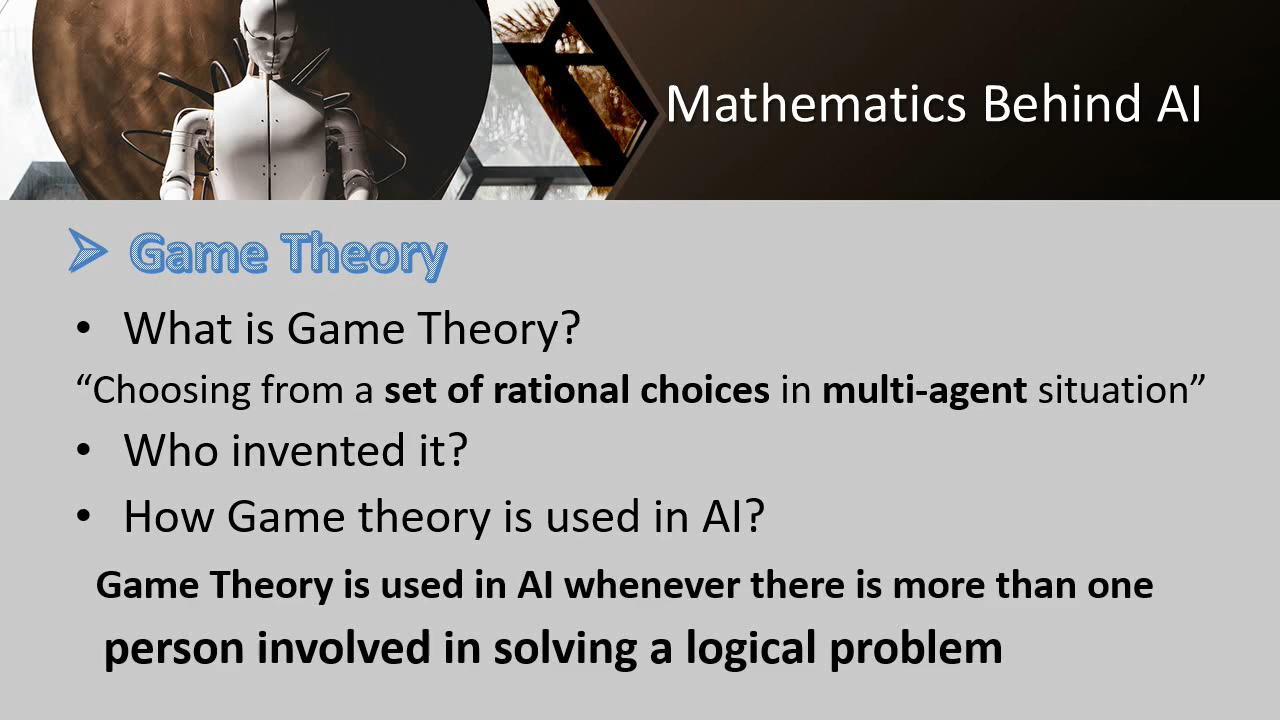 Mathematics Behind AI
Game Theory
• What is Game Theory?
“Choosing from a set of rational choices in multi-agent situation”
• Who invented it?
• How Game theory is used in AI?
Game Theory is used in AI whenever there is more than one
person involved in solving a logical problem